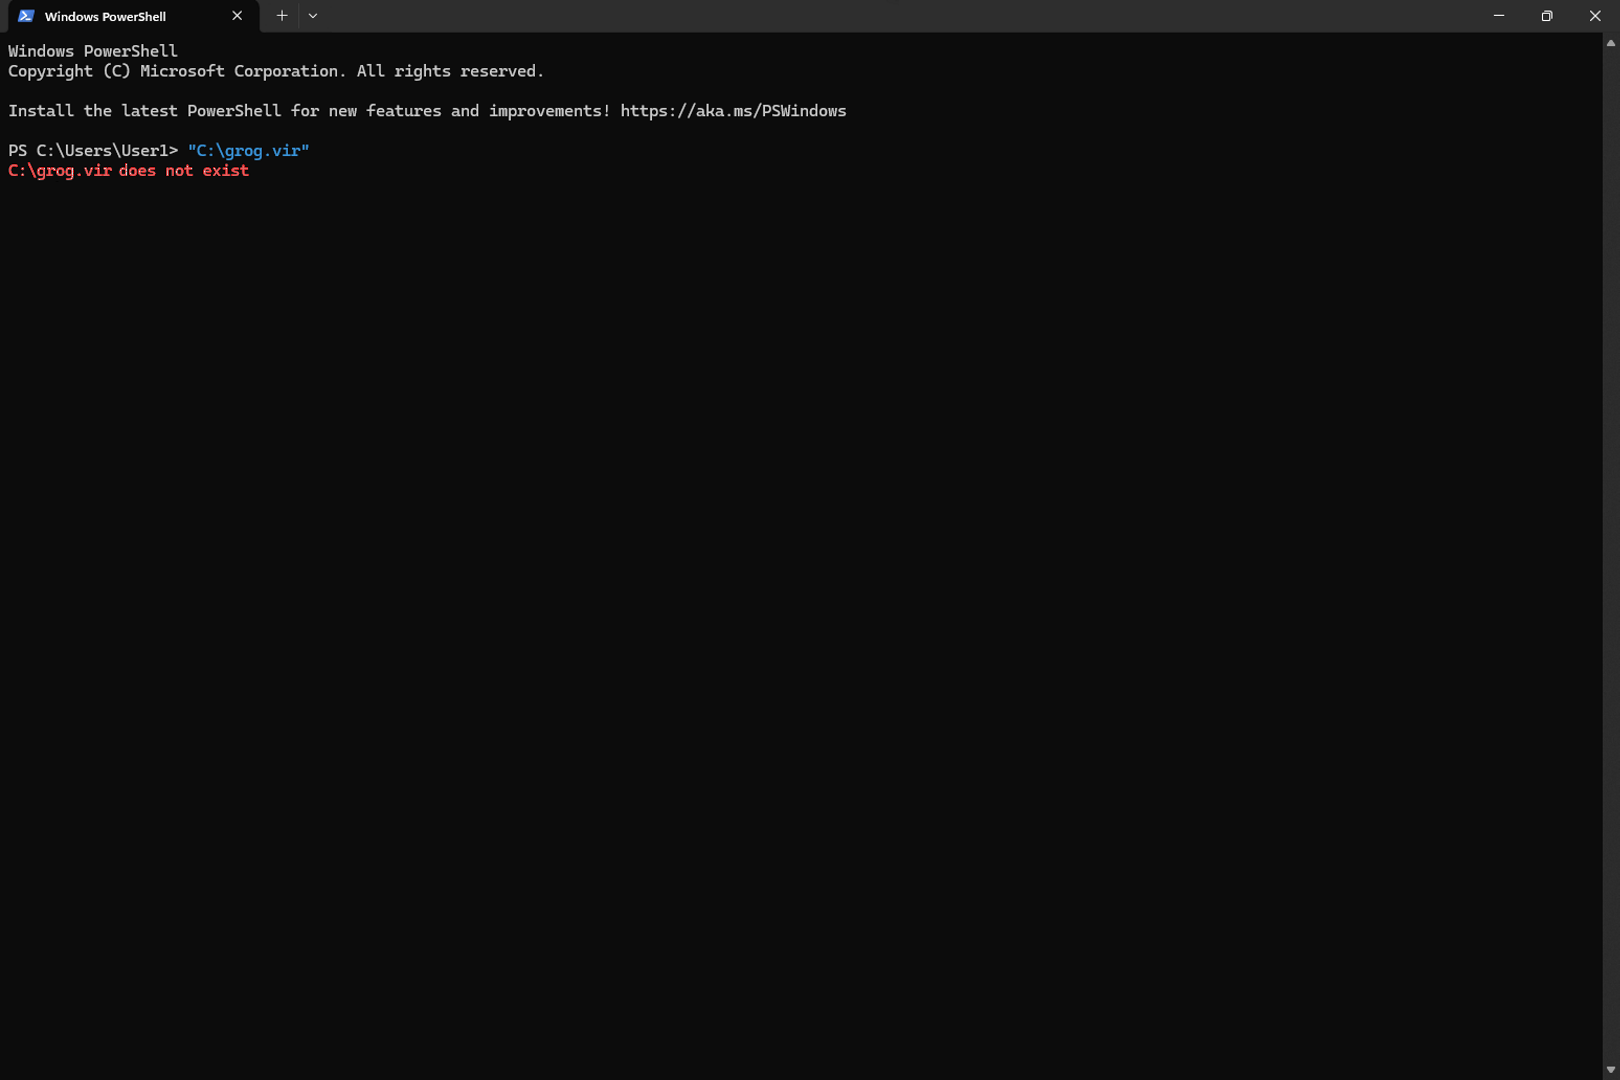 Windows PowerShell
Windows PowerShell
Copyright (C) Microsoft Corporation. All rights reserved.
Install the latest PowerShell for new features and improvements! https://aka.ms/PSWindows
PS C:\Users\User1> "C:\grog.vir"
C:\grog.vir does not exist